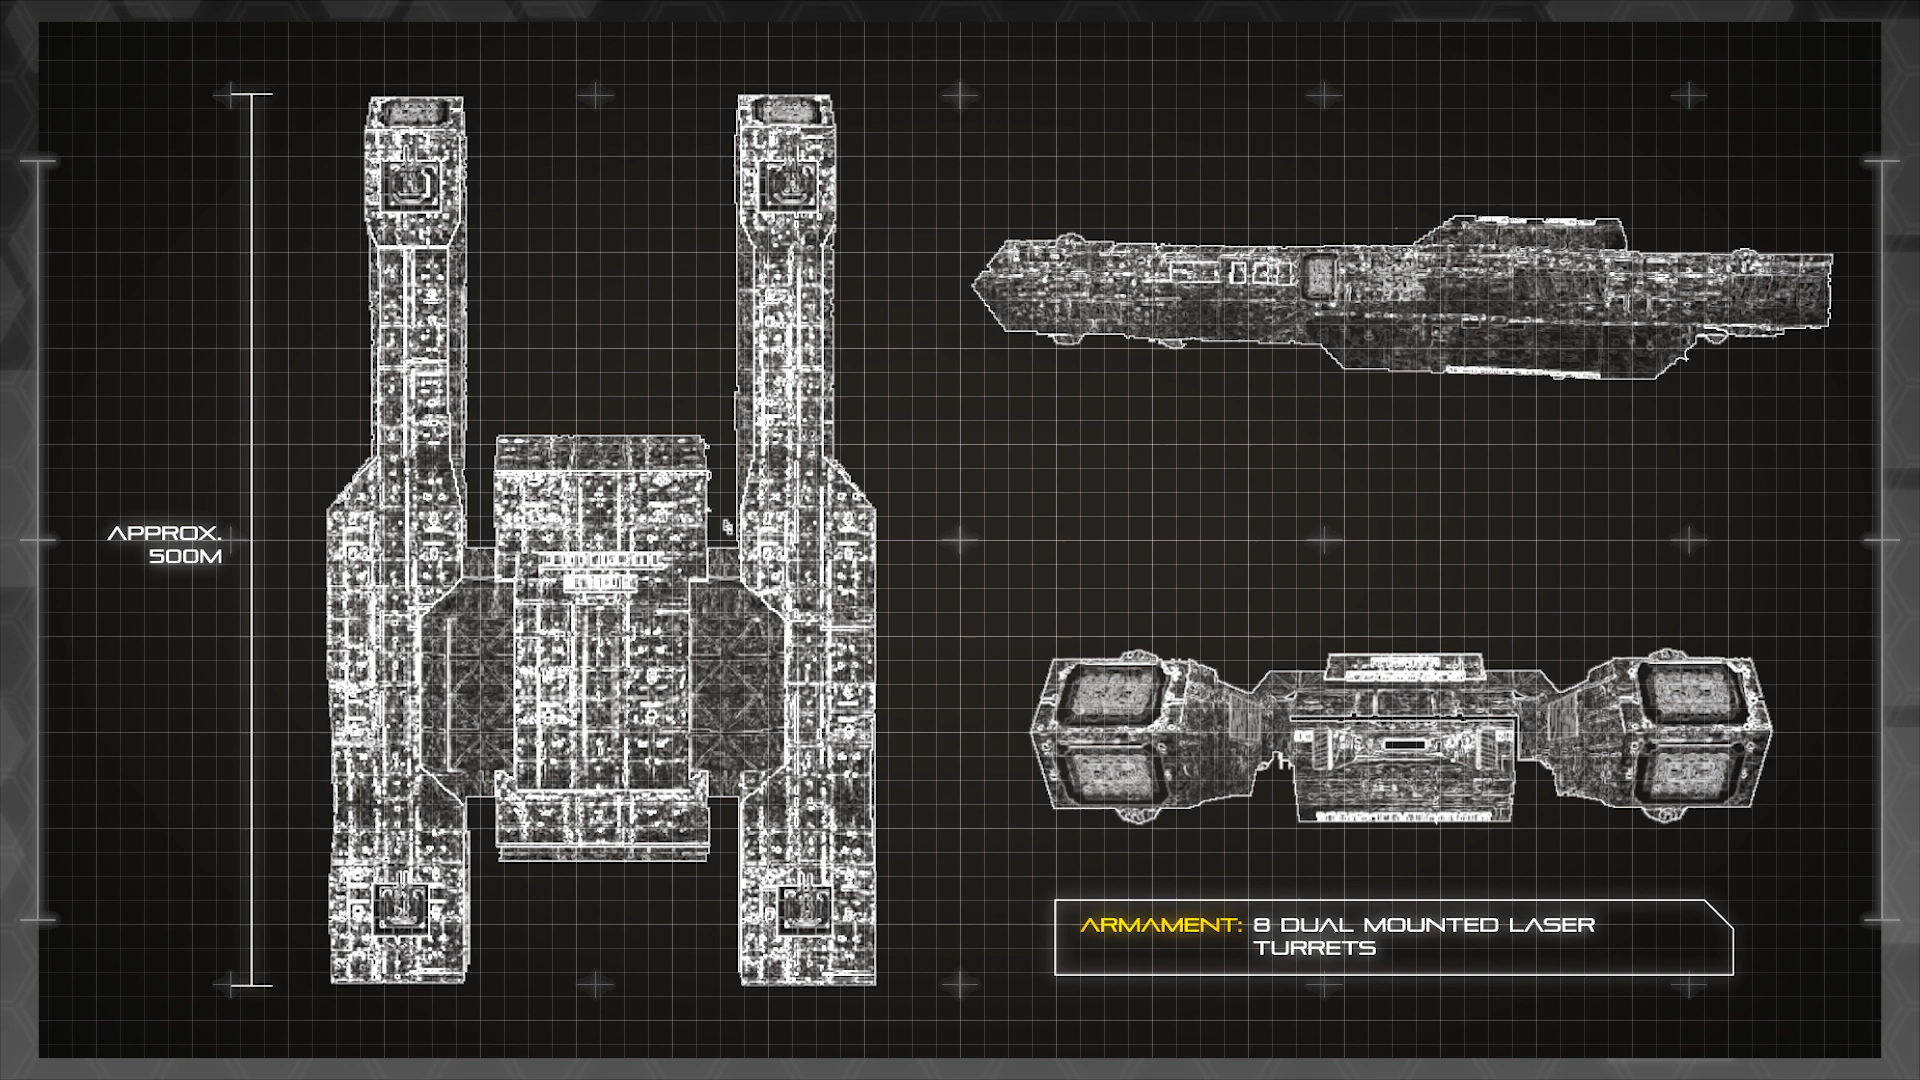 APPROX.
500M
ARMAMENT: 8 DUAL MOUNTED LASER
TURRETS